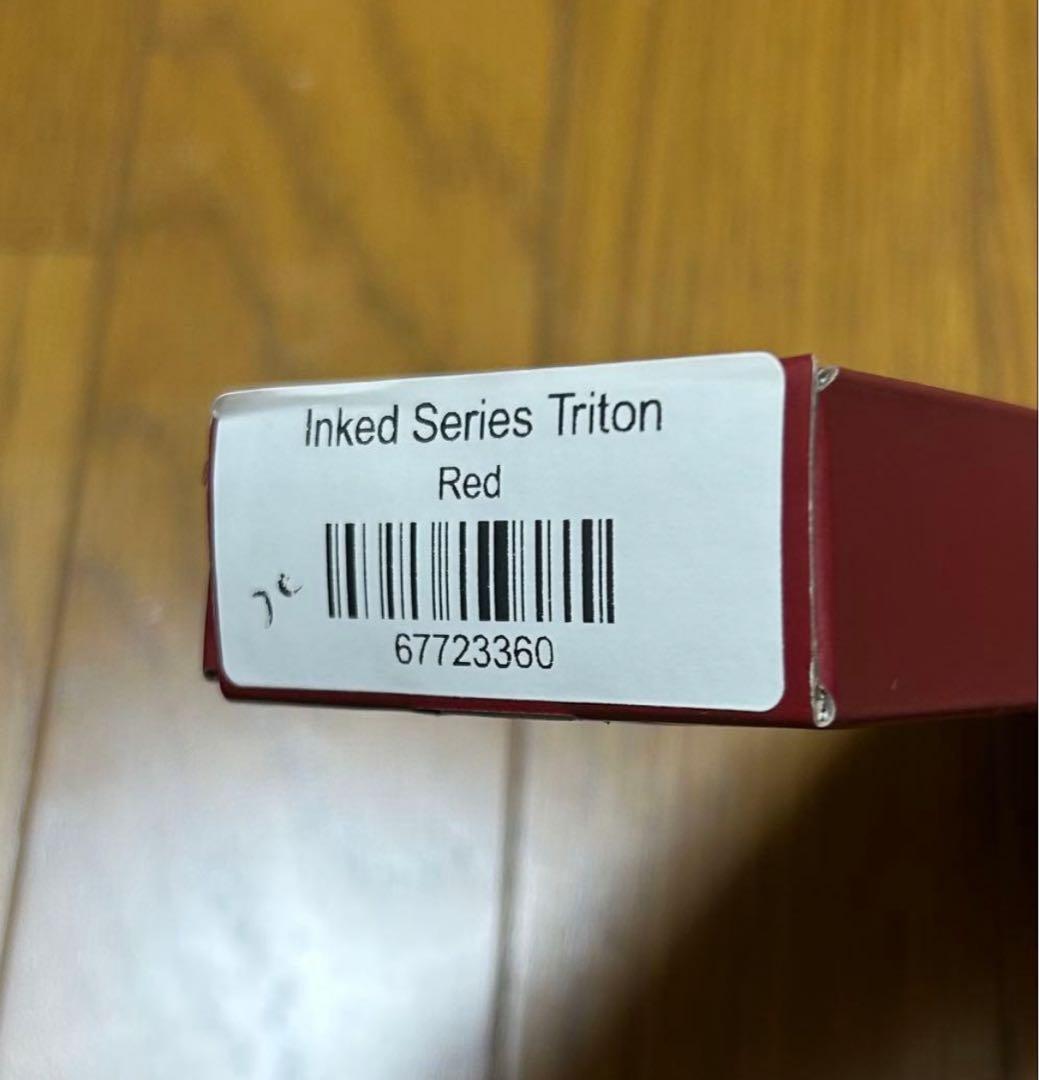 Inked Series Triton
Red
67723360